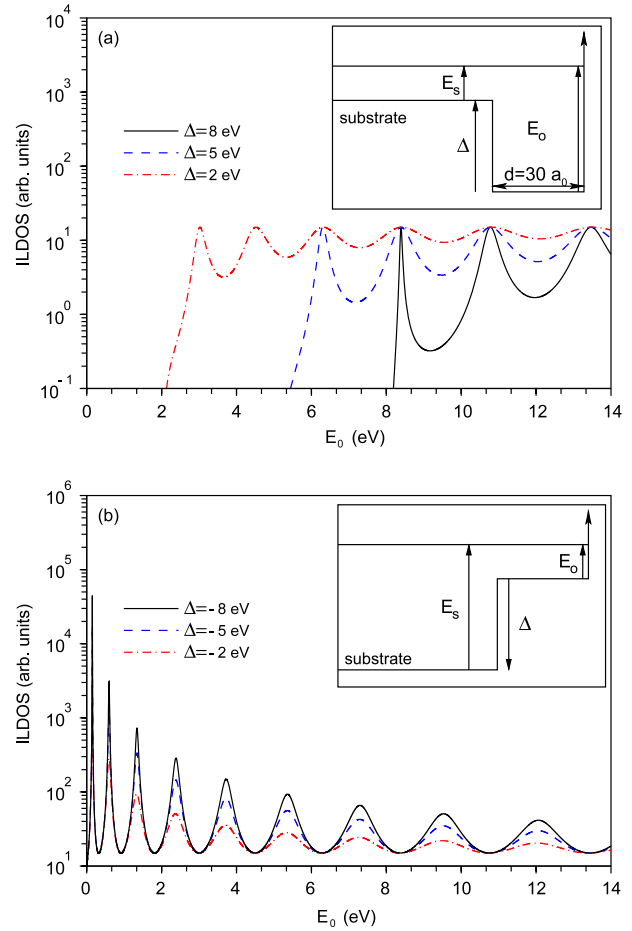 (a)
ILDOS (arb. units)
10^4
10^3
10^2
10^1
10^0
10^-1
Δ=8 eV
Δ=5 eV
Δ=2 eV
E_s
substrate
Δ
E_o
d=30 a_0
0 2 4 6 8 10 12 14
E_0 (eV)
(b)
ILDOS (arb. units)
10^6
10^5
10^4
10^3
10^2
10^1
Δ=-8 eV
Δ=-5 eV
Δ=-2 eV
E_o
E_s
Δ
substrate
0 2 4 6 8 10 12 14
E_0 (eV)